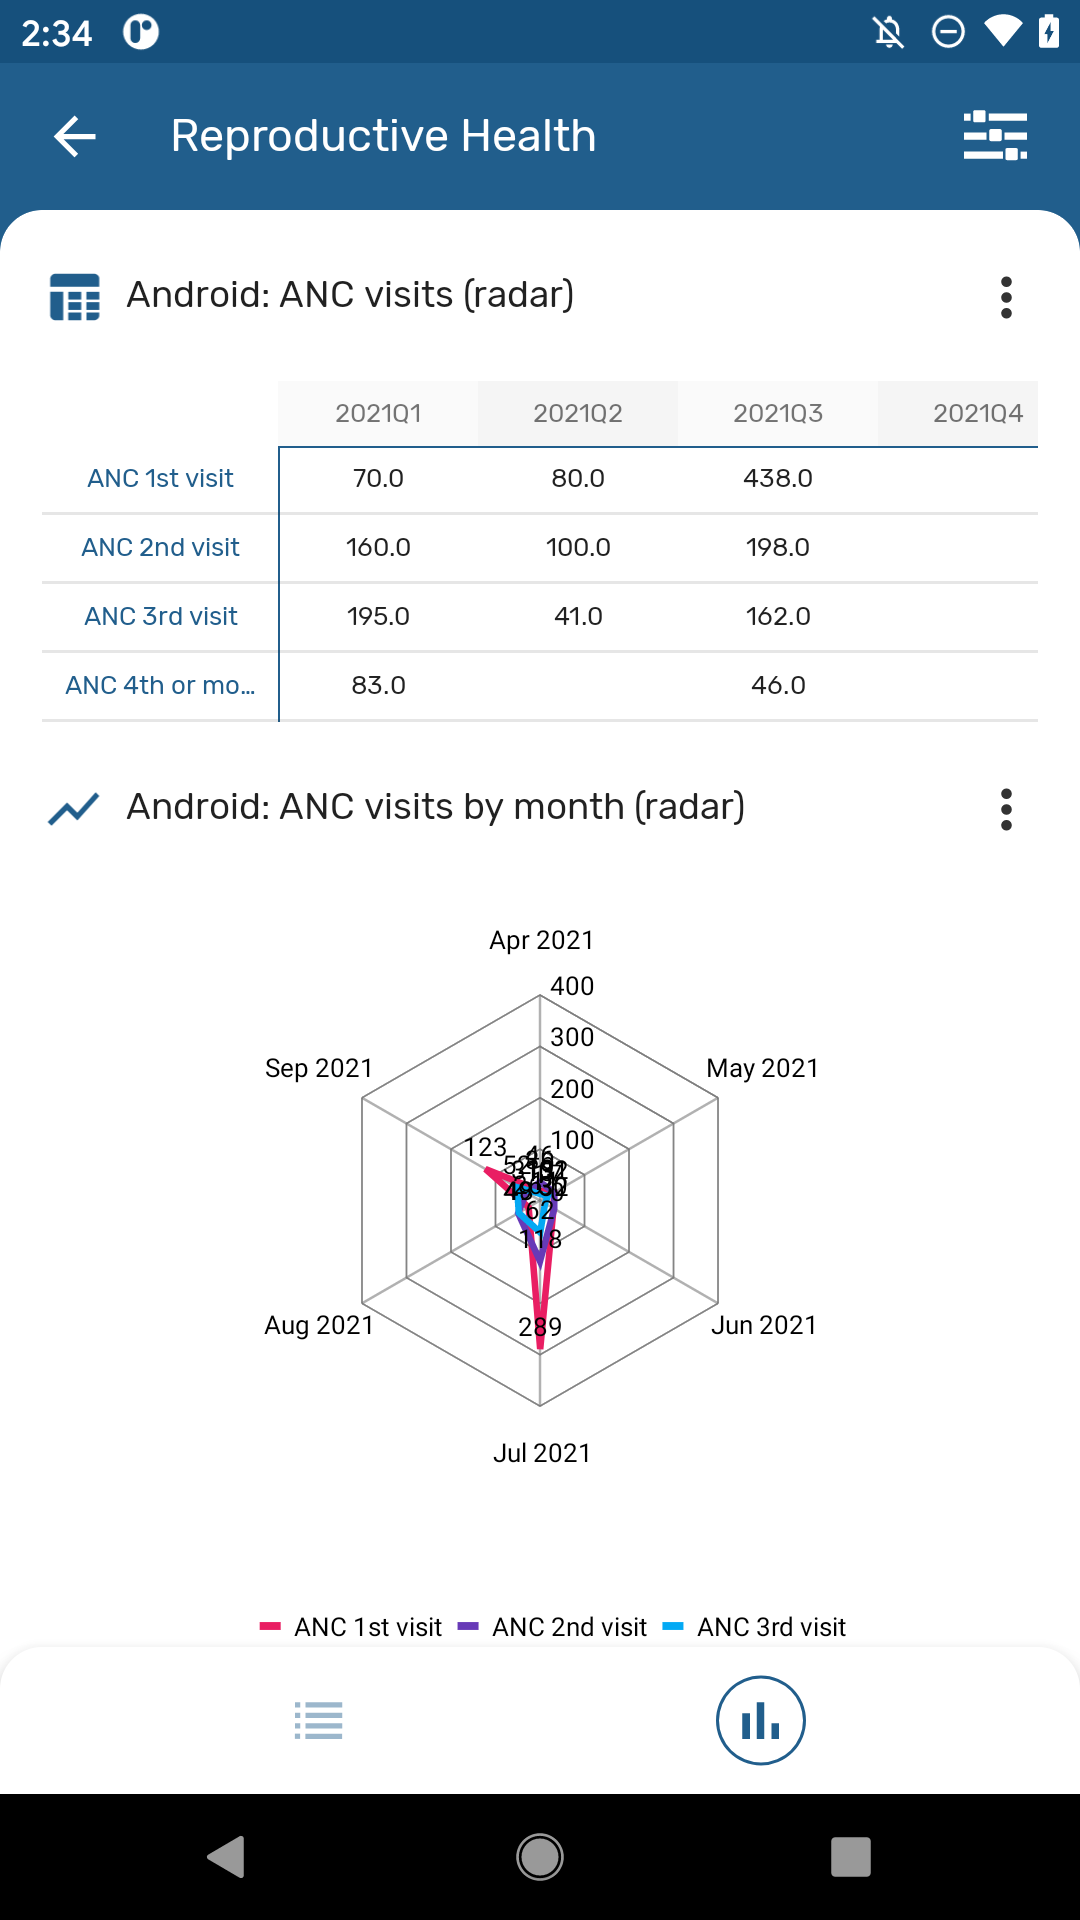 2:34
Reproductive Health
Android: ANC visits (radar)
2021Q1 2021Q2 2021Q3 2021Q4
ANC 1st visit 70.0 80.0 438.0
ANC 2nd visit 160.0 100.0 198.0
ANC 3rd visit 195.0 41.0 162.0
ANC 4th or mo… 83.0 46.0
Android: ANC visits by month (radar)
Apr 2021
400
300
Sep 2021 May 2021
200
123 100
46
62
118
Aug 2021 289 Jun 2021
Jul 2021
ANC 1st visit ANC 2nd visit ANC 3rd visit